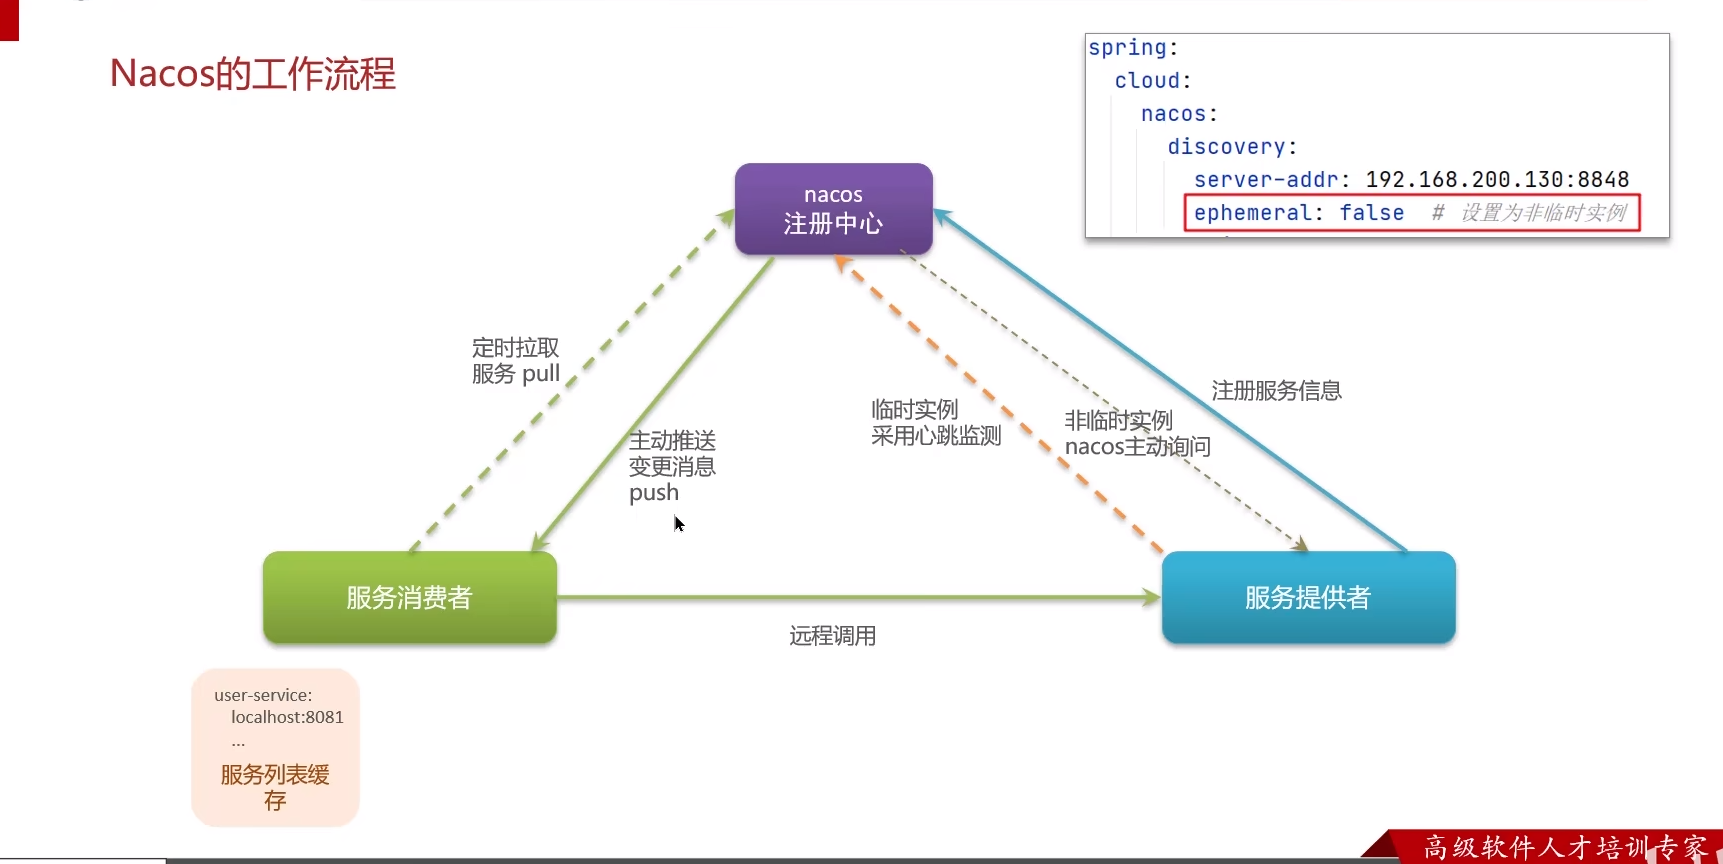 Nacos的工作流程
spring:
cloud:
nacos:
discovery:
server-addr: 192.168.200.130:8848
ephemeral: false # 设置为非临时实例
nacos
注册中心
定时拉取
服务 pull
主动推送
变更消息
push
临时实例
采用心跳监测
非临时实例
nacos主动询问
注册服务信息
服务消费者
服务提供者
远程调用
user-service:
localhost:8081
...
服务列表缓
存
高级软件人才培训专家